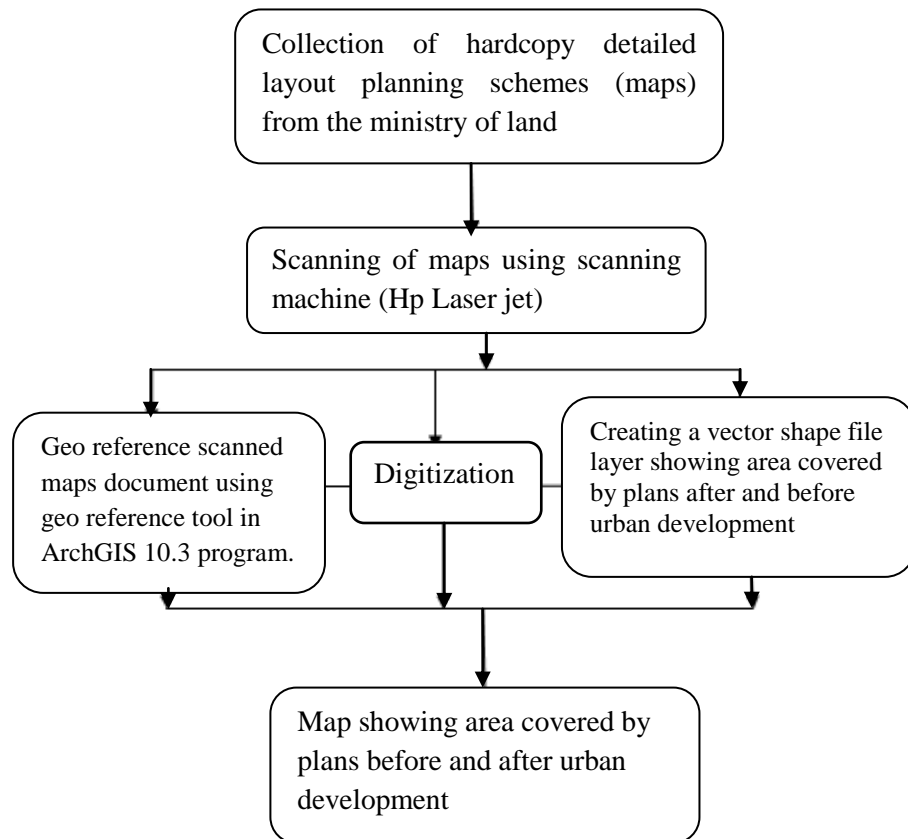 Collection of hardcopy detailed
layout planning schemes (maps)
from the ministry of land
Scanning of maps using scanning
machine (Hp Laser jet)
Geo reference scanned
maps document using
geo reference tool in
ArchGIS 10.3 program.
Digitization
Creating a vector shape file
layer showing area covered
by plans after and before
urban development
Map showing area covered by
plans before and after urban
development